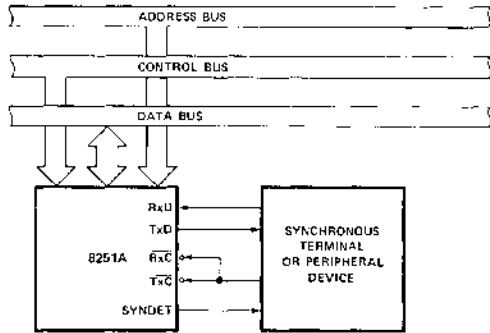 ADDRESS BUS
CONTROL BUS
DATA BUS
8251A
RxD
TxD
RxC
TxC
SYNDET
SYNCHRONOUS
TERMINAL
OR PERIPHERAL
DEVICE